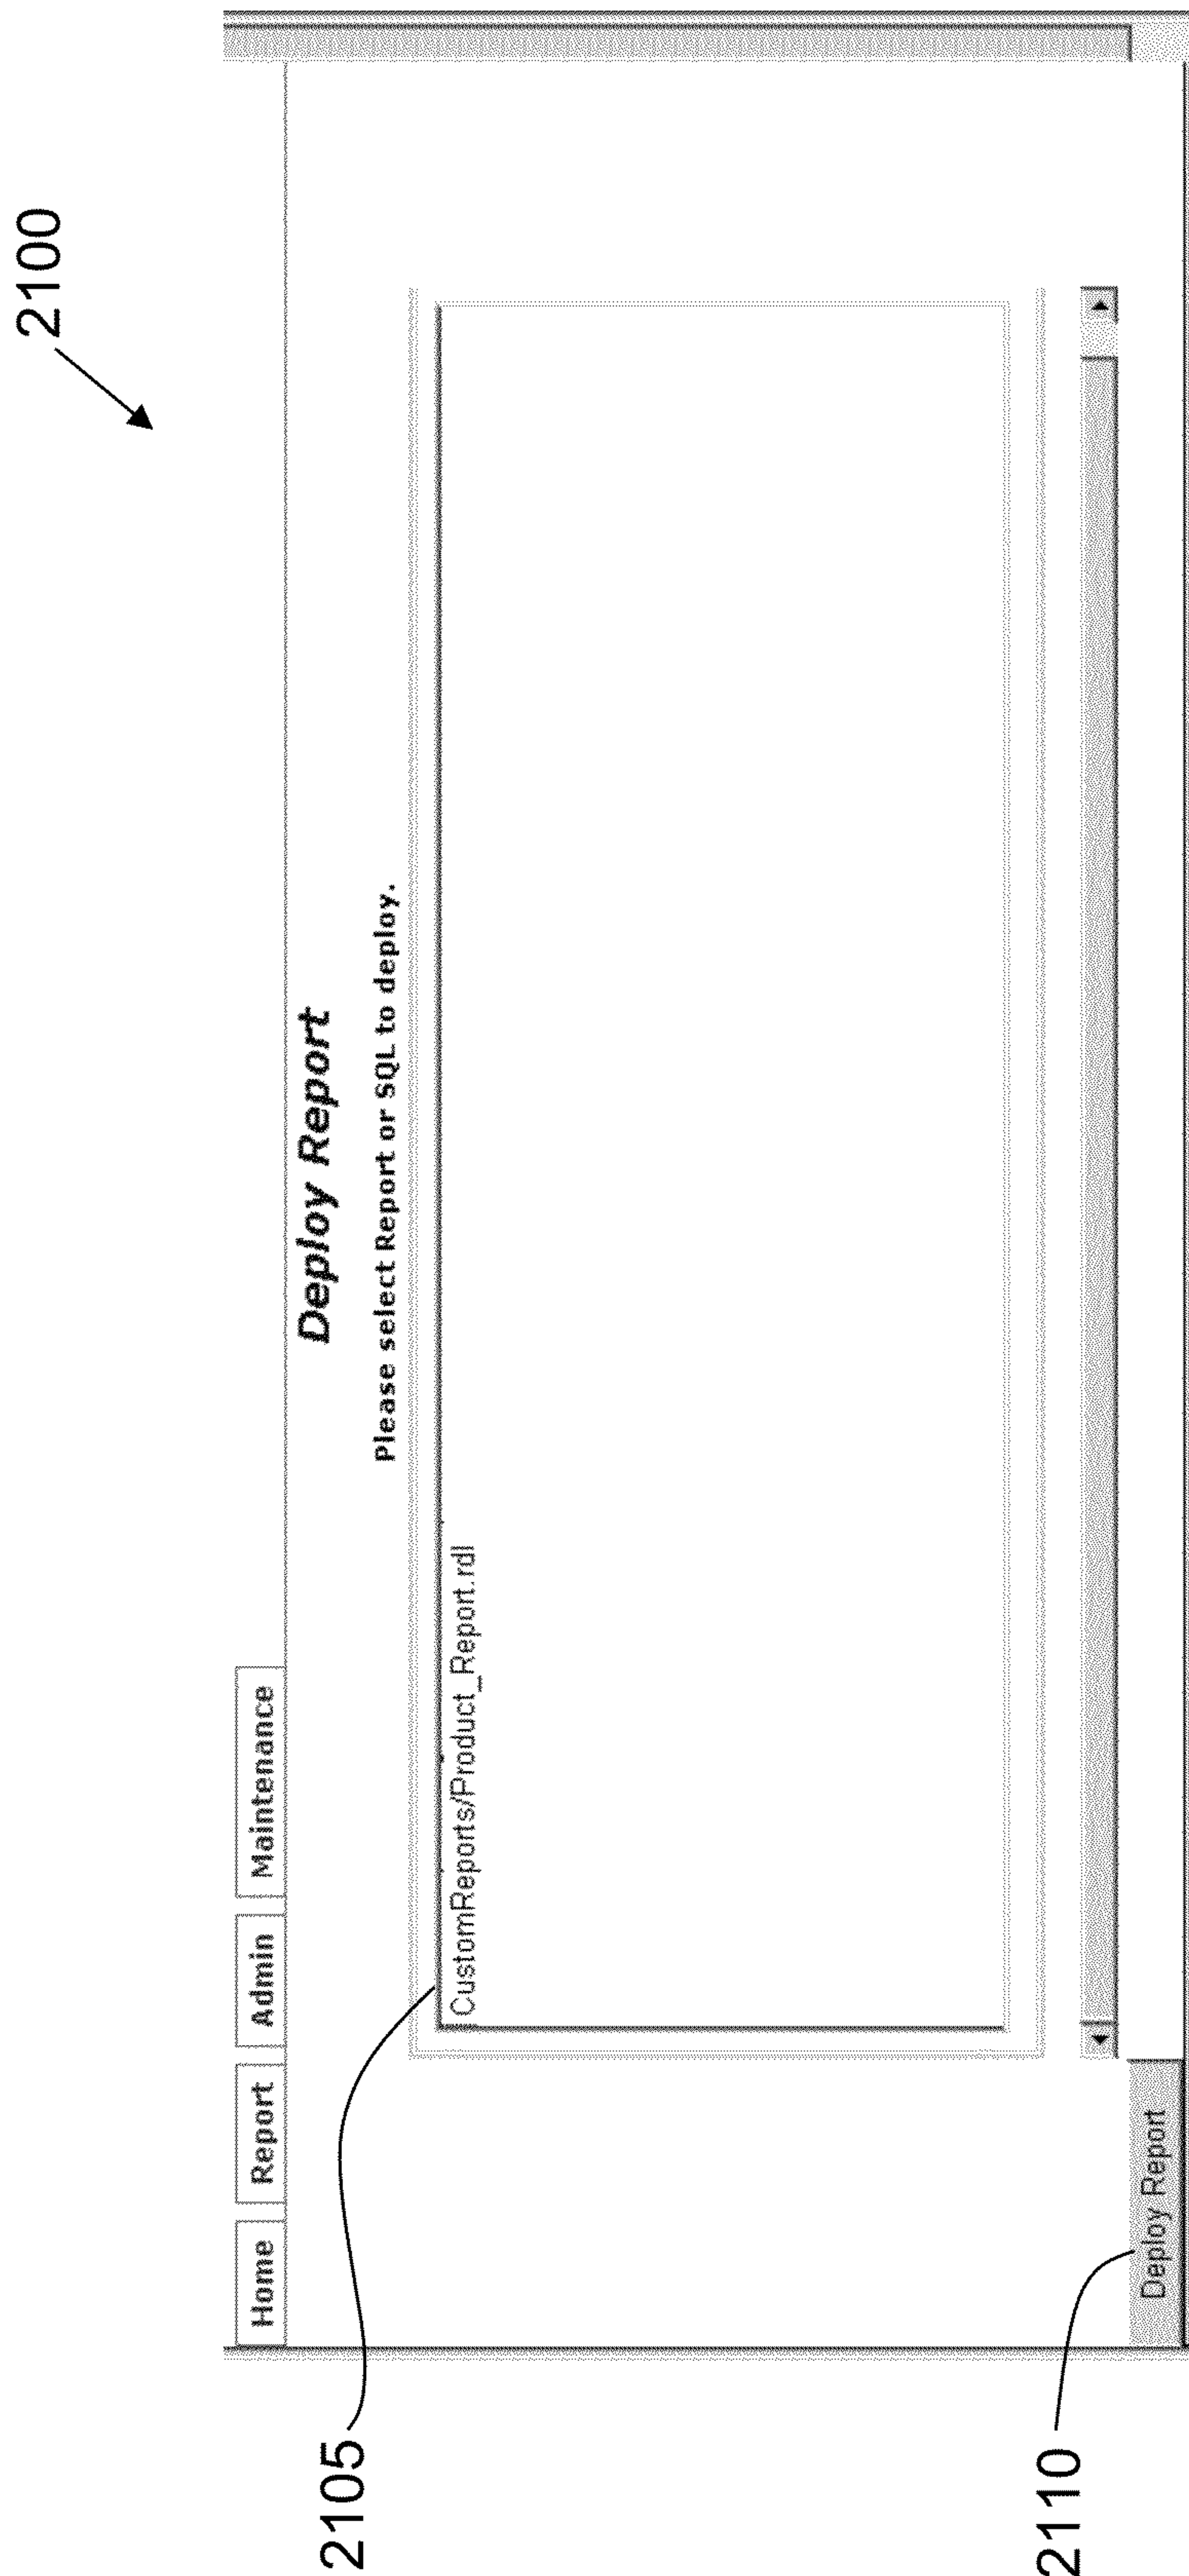 2100
Home Report Admin Maintenance
Deploy Report
Please select Report or SQL to deploy.
2105
CustomReports/Product_Report.rdl
2110
Deploy Report